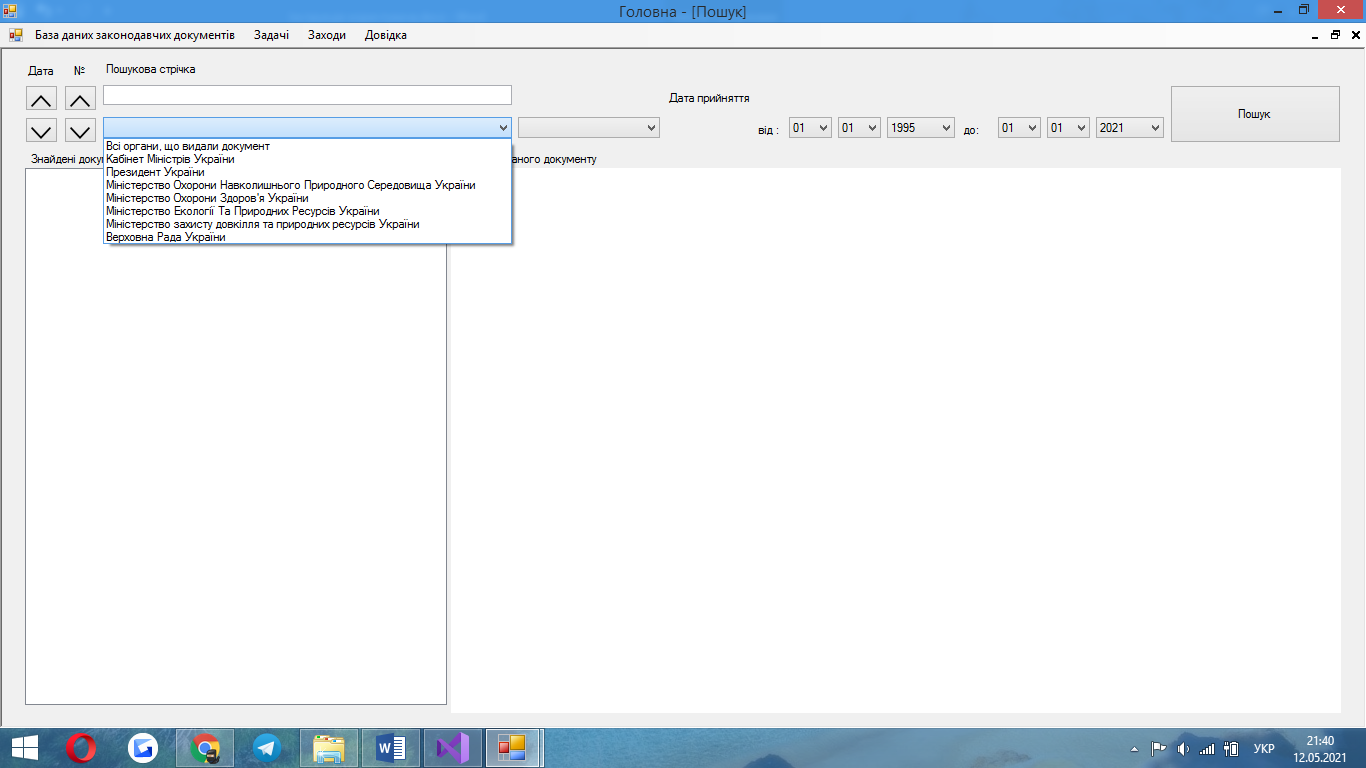 Головна - [Пошук]
База даних законодавчих документів Задачі Заходи Довідка
Дата № Пошукова стрічка
Дата прийняття
Пошук
від : 01 01 1995 до: 01 01 2021
Всі органи, що видали документ
Знайдені доку аного документу
Кабінет Міністрів України
Президент України
Міністерство Охорони Навколишнього Природного Середовища України
Міністерство Охорони Здоров'я України
Міністерство Екології Та Природних Ресурсів України
Міністерство захисту довкілля та природних ресурсів України
Верховна Рада України
УКР
21:40
12.05.2021